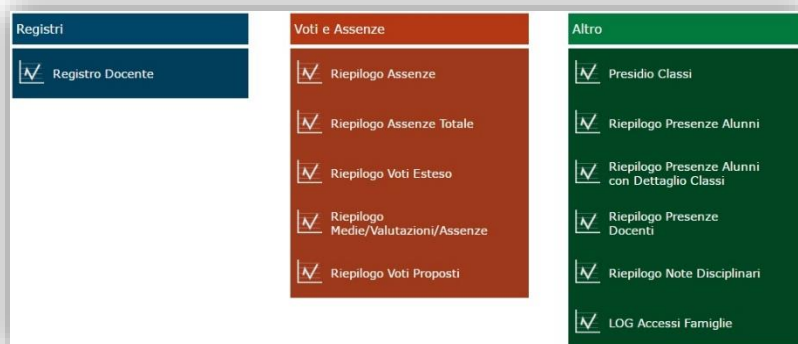 Registri
Registro Docente
Voti e Assenze
Riepilogo Assenze
Riepilogo Assenze Totale
Riepilogo Voti Esteso
Riepilogo
Medie/Valutazioni/Assenze
Riepilogo Voti Proposti
Altro
Presidio Classi
Riepilogo Presenze Alunni
Riepilogo Presenze Alunni
con Dettaglio Classi
Riepilogo Presenze
Docenti
Riepilogo Note Disciplinari
LOG Accessi Famiglie